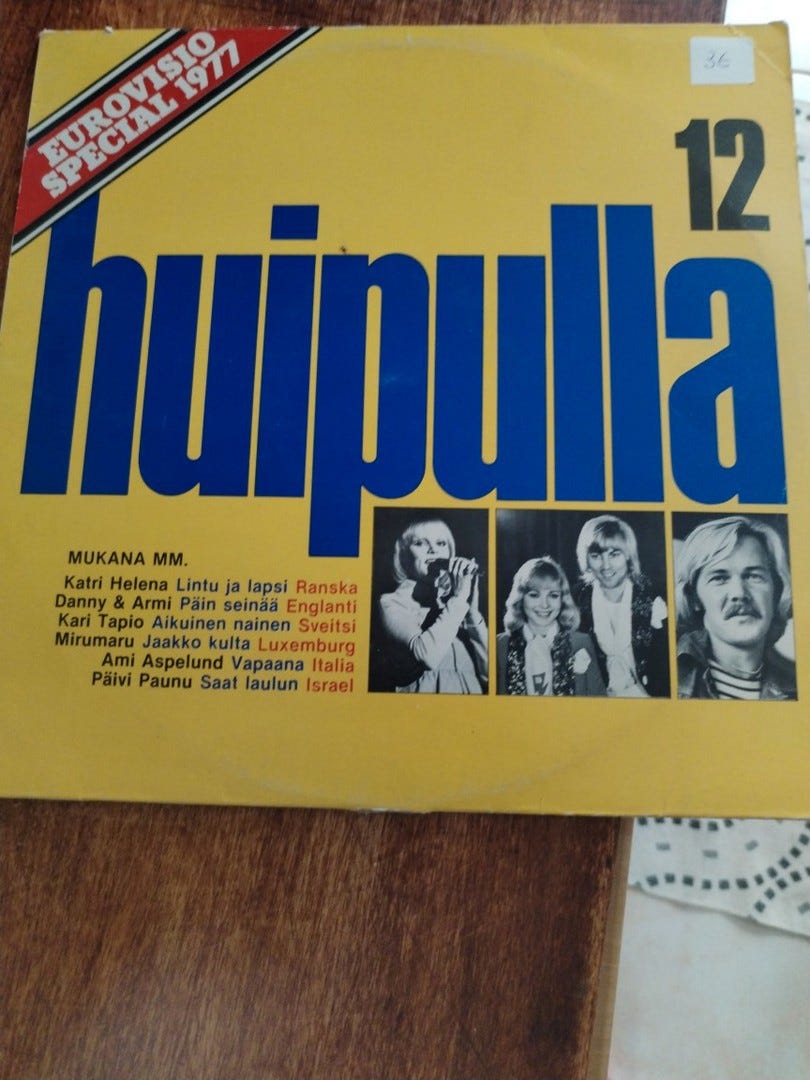 EUROVISIO
SPECIAL 1977
3€
12
huipulla
MUKANA MM.
Katri Helena Lintu ja lapsi Ranska
Danny & Armi Päin seinää Englanti
Kari Tapio Aikuinen nainen Sveitsi
Mirumaru Jaakko kulta Luxemburg
Ami Aspelund Vapaana Italia
Päivi Paunu Saat laulun Israel